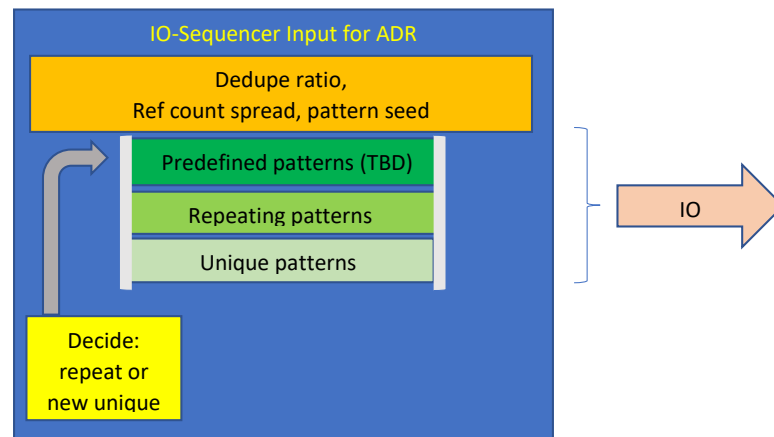 IO-Sequencer Input for ADR
Dedupe ratio,
Ref count spread, pattern seed
Predefined patterns (TBD)
Repeating patterns
Unique patterns
IO
Decide:
repeat or
new unique